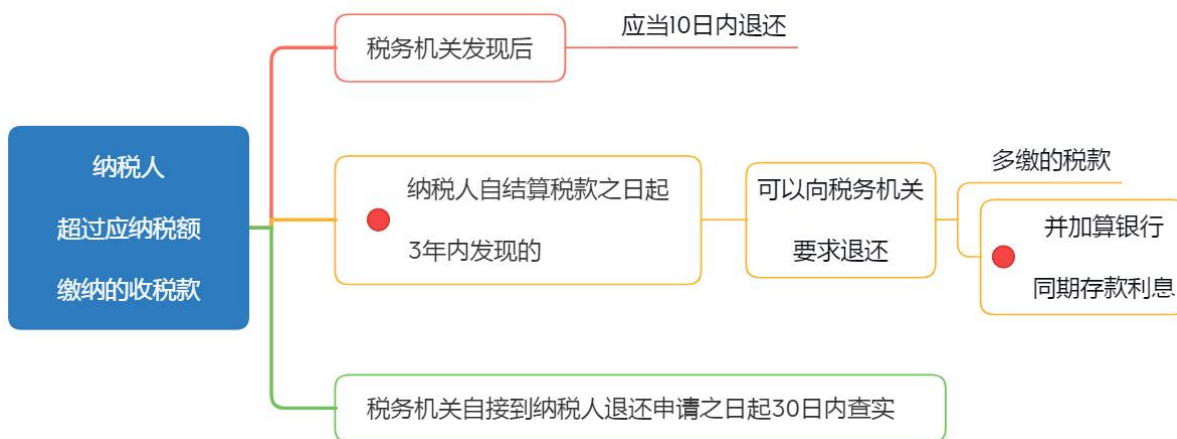 纳税人
超过应纳税额
缴纳的收税款
税务机关发现后
应当10日内退还
纳税人自结算税款之日起
3年内发现的
可以向税务机关
要求退还
多缴的税款
并加算银行
同期存款利息
税务机关自接到纳税人退还申请之日起30日内查实